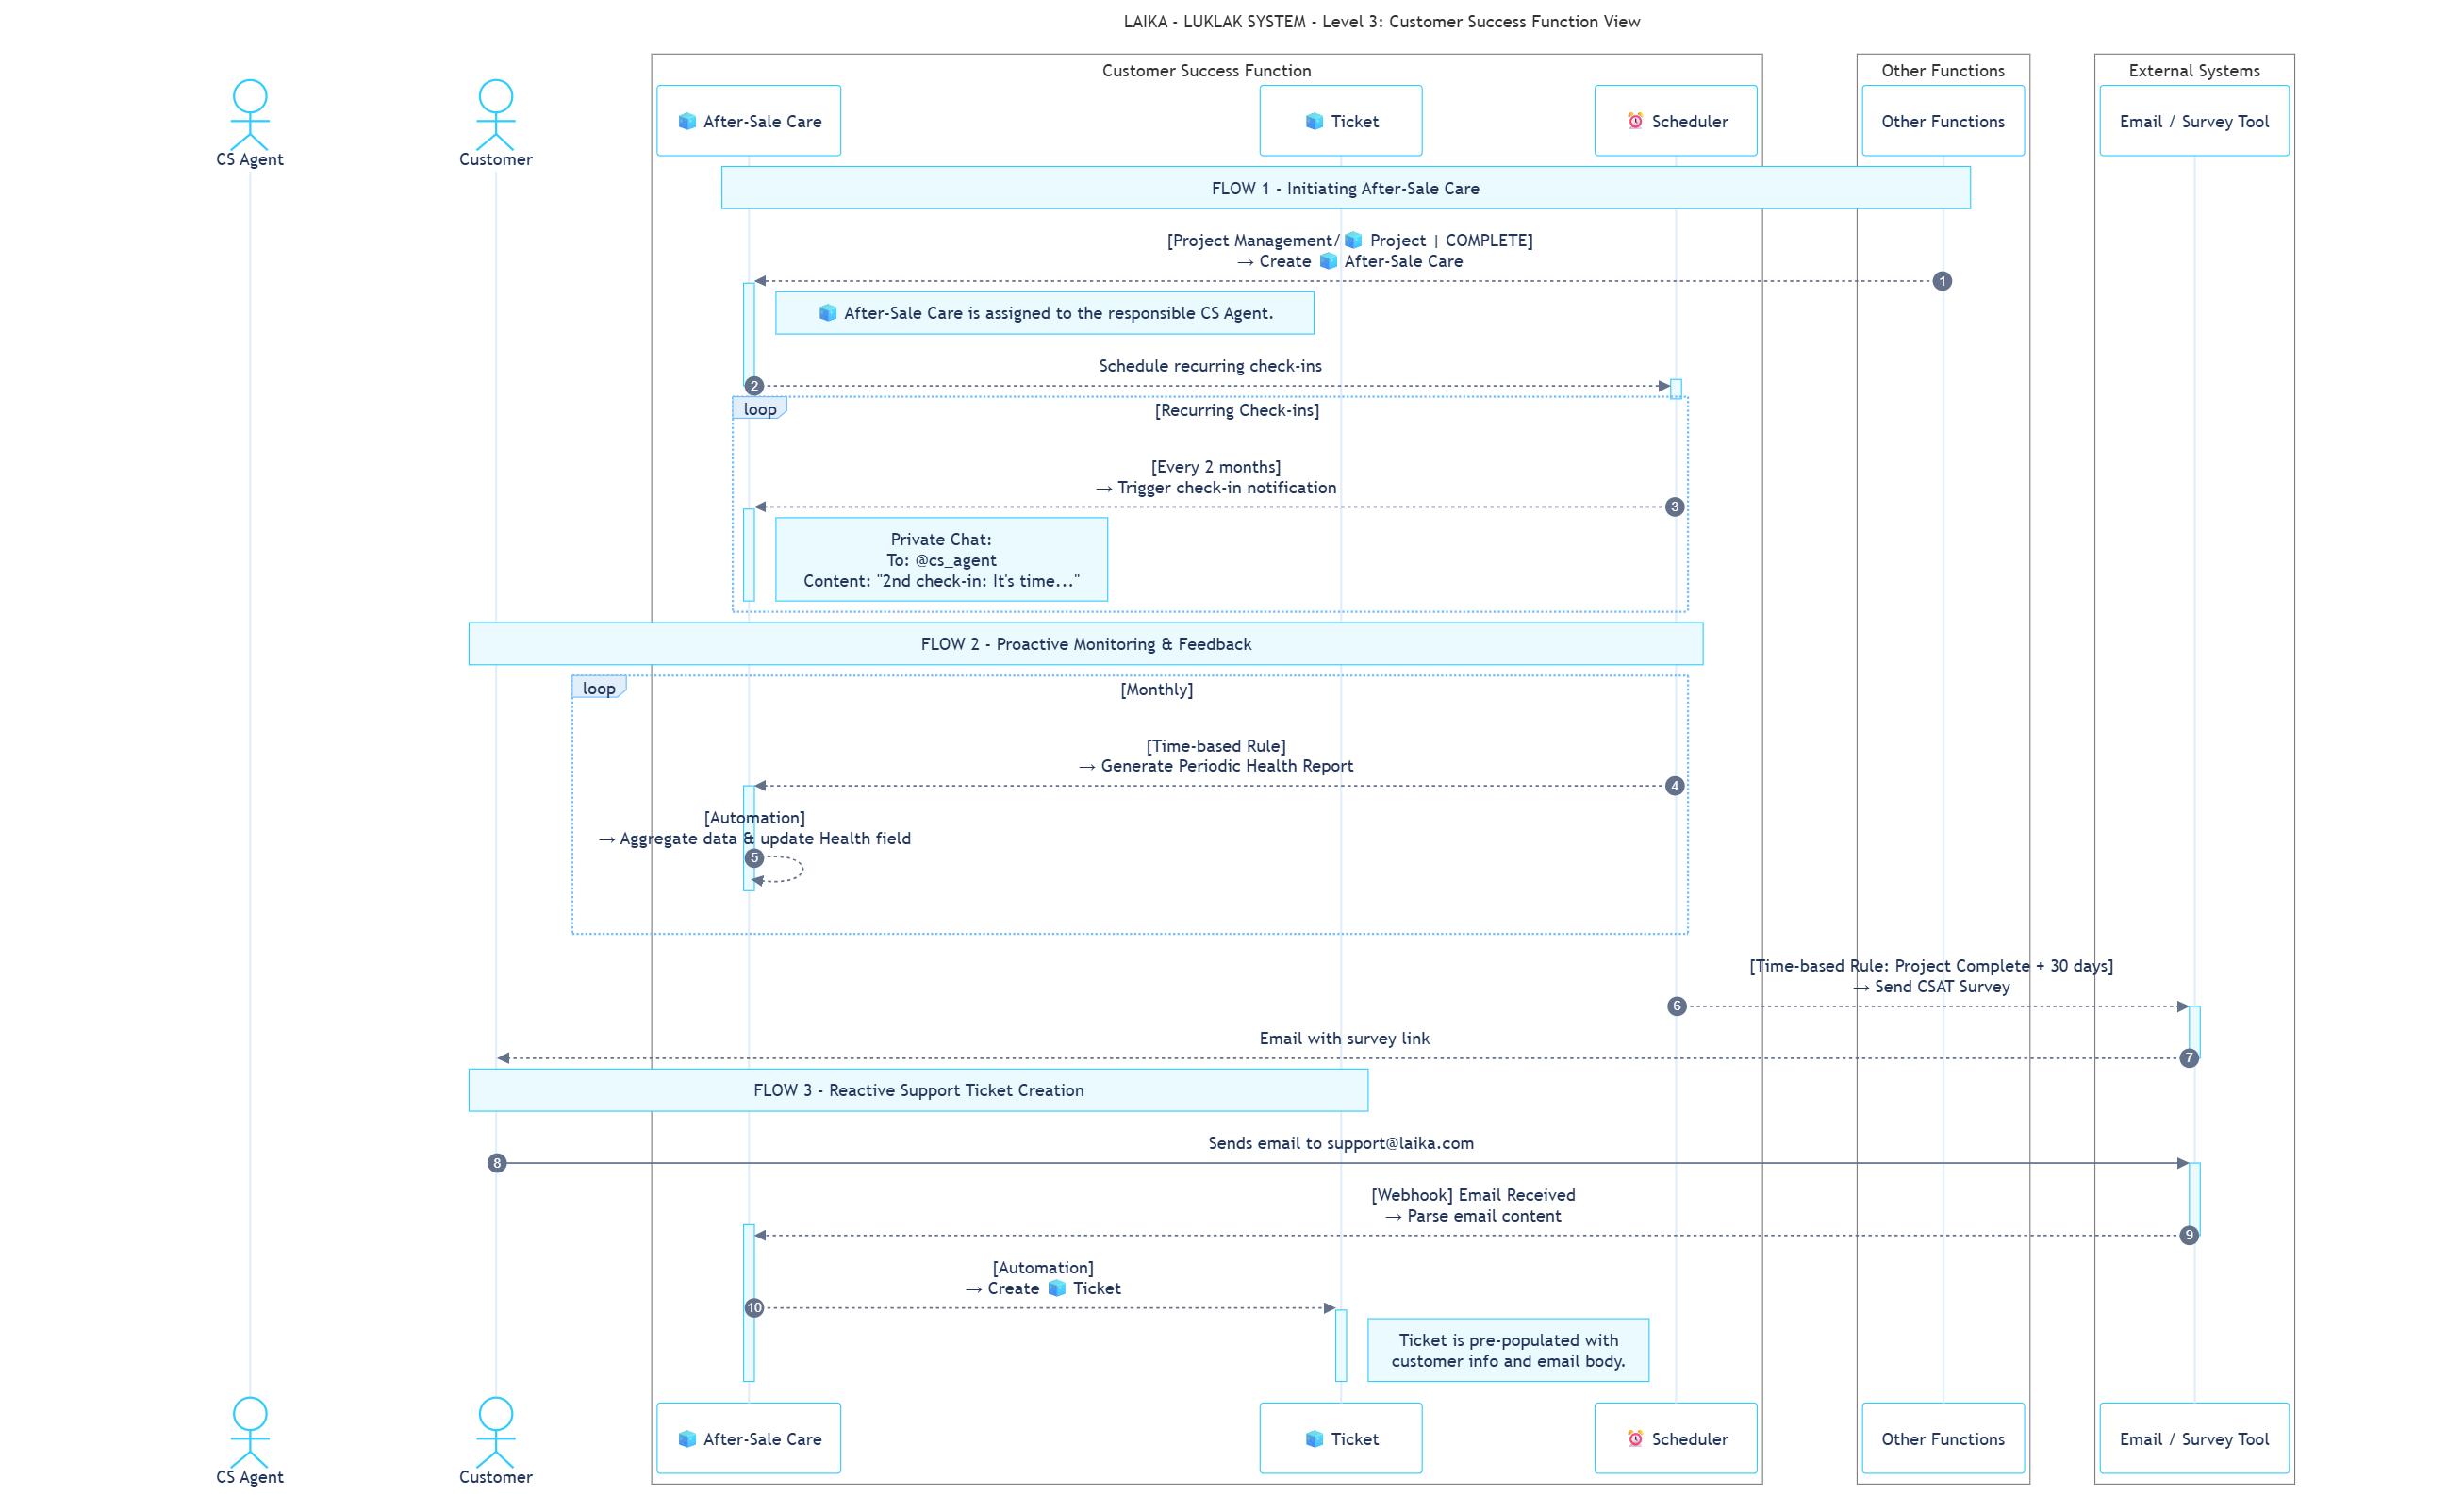 LAIKA - LUKLAK SYSTEM - Level 3: Customer Success Function View
Customer Success Function
Other Functions
External Systems
CS Agent
Customer
After-Sale Care
Ticket
Scheduler
Other Functions
Email / Survey Tool
FLOW 1 - Initiating After-Sale Care
[Project Management/ Project | COMPLETE]
→ Create After-Sale Care
1
After-Sale Care is assigned to the responsible CS Agent.
Schedule recurring check-ins
2
loop
[Recurring Check-ins]
[Every 2 months]
→ Trigger check-in notification
3
Private Chat:
To: @cs_agent
Content: "2nd check-in: It's time..."
FLOW 2 - Proactive Monitoring & Feedback
loop
[Monthly]
[Time-based Rule]
→ Generate Periodic Health Report
4
[Automation]
→ Aggregate data & update Health field
5
[Time-based Rule: Project Complete + 30 days]
→ Send CSAT Survey
6
Email with survey link
7
FLOW 3 - Reactive Support Ticket Creation
Sends email to support@laika.com
8
[Webhook] Email Received
→ Parse email content
9
[Automation]
→ Create Ticket
10
Ticket is pre-populated with
customer info and email body.
CS Agent
Customer
After-Sale Care
Ticket
Scheduler
Other Functions
Email / Survey Tool